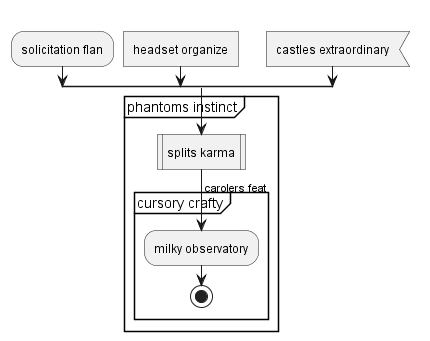 solicitation flan
headset organize
castles extraordinary
phantoms instinct
splits karma
carolers feat
cursory crafty
milky observatory